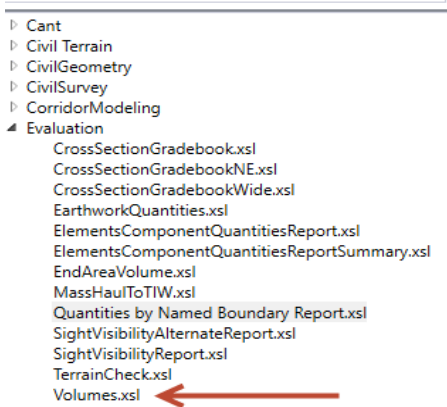 Cant
Civil Terrain
CivilGeometry
CivilSurvey
CorridorModeling
Evaluation
CrossSectionGradebook.xsl
CrossSectionGradebookNE.xsl
CrossSectionGradebookWide.xsl
EarthworkQuantities.xsl
ElementsComponentQuantitiesReport.xsl
ElementsComponentQuantitiesReportSummary.xsl
EndAreaVolume.xsl
MassHaulToTIW.xsl
Quantities by Named Boundary Report.xsl
SightVisibilityAlternateReport.xsl
SightVisibilityReport.xsl
TerrainCheck.xsl
Volumes.xsl